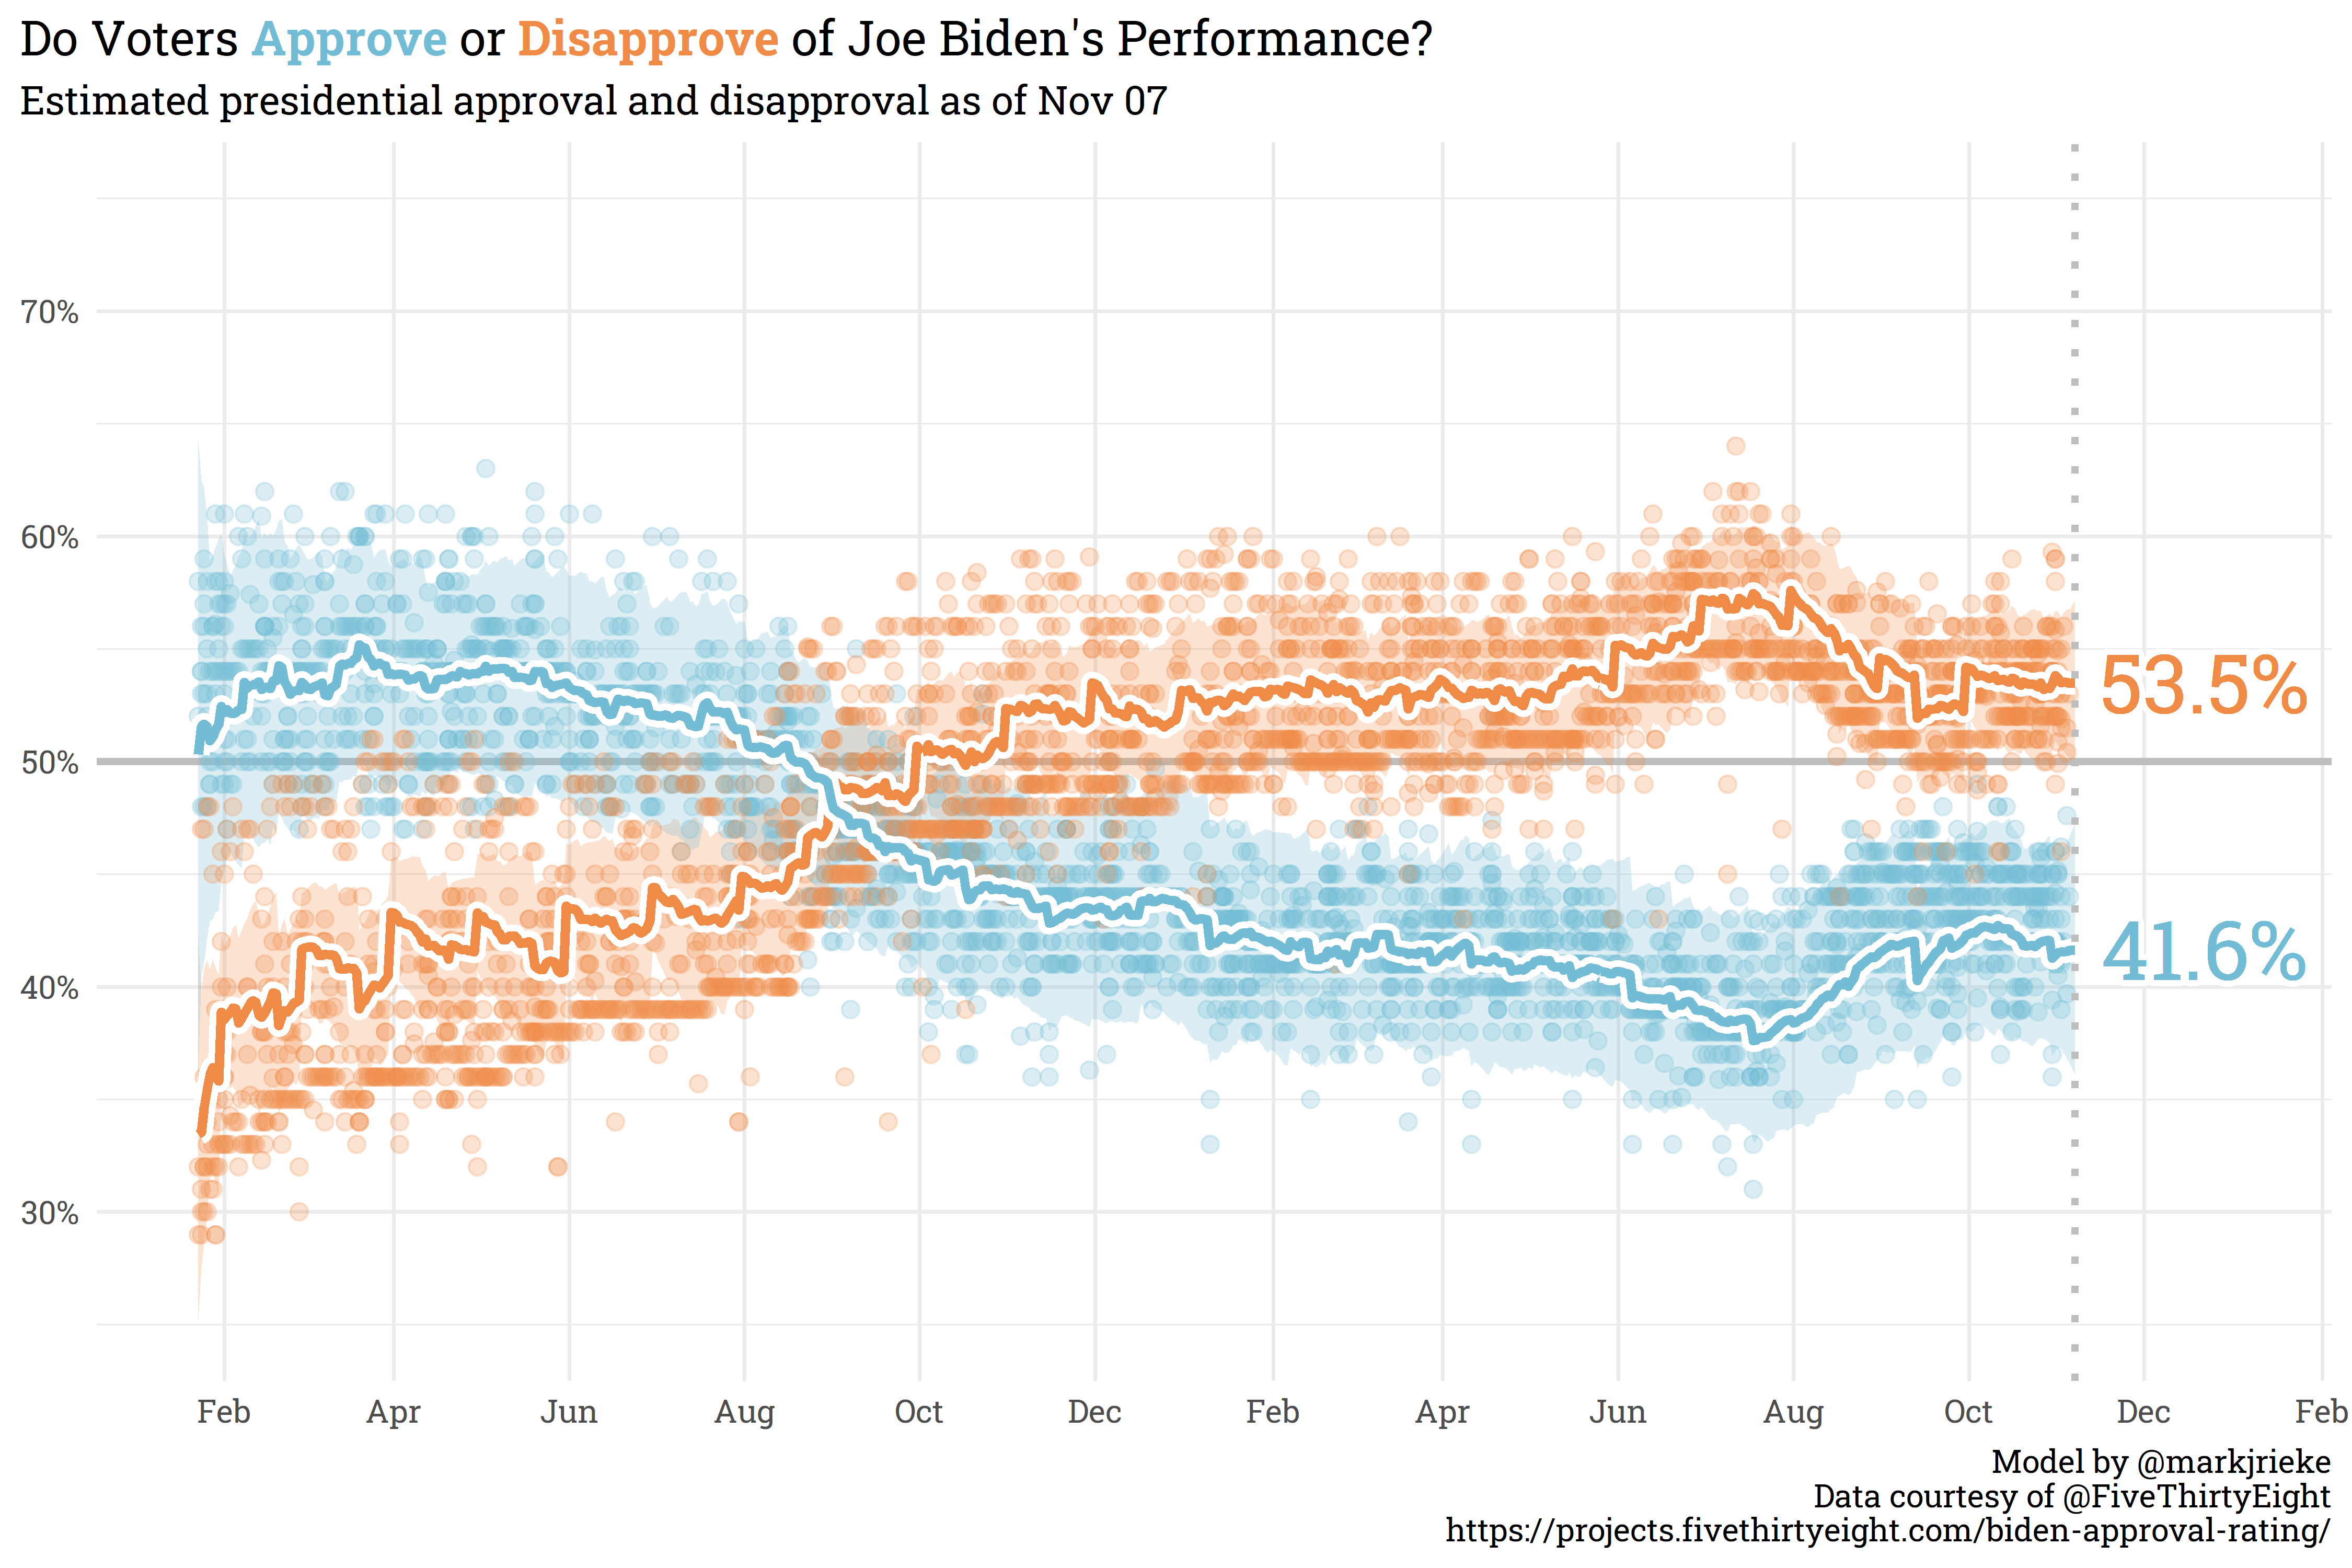 Do Voters Approve or Disapprove of Joe Biden's Performance?
Estimated presidential approval and disapproval as of Nov 07
70%
60%
50%
40%
30%
53.5%
41.6%
Feb Apr Jun Aug Oct Dec Feb Apr Jun Aug Oct Dec Feb
Model by @markjrieke
Data courtesy of @FiveThirtyEight
https://projects.fivethirtyeight.com/biden-approval-rating/